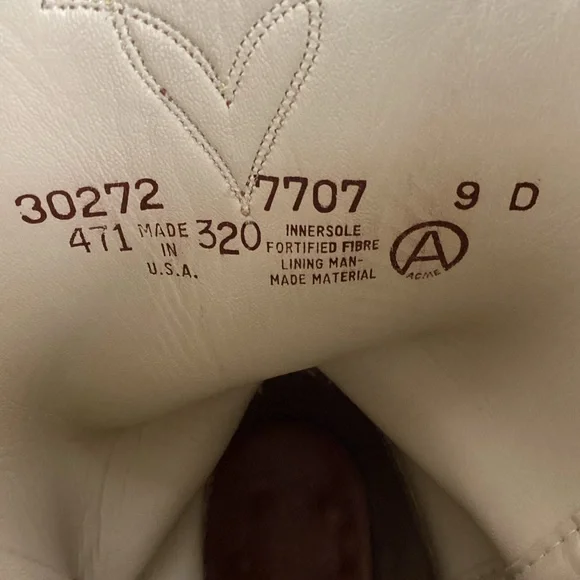 30272 7707 9 D
471 MADE IN U.S.A. 320
INNERSOLE
FORTIFIED FIBRE
LINING MAN-
MADE MATERIAL
A
ACME